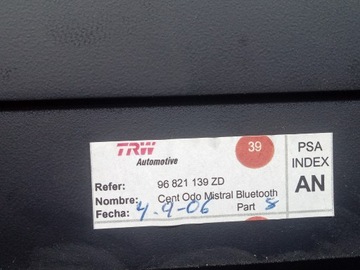 TRW
Automotive
39
PSA
INDEX
AN
Refer: 96 821 139 ZD
Nombre: Cent Odo Mistral Bluetooth
Fecha: 4-9-06 Part 8